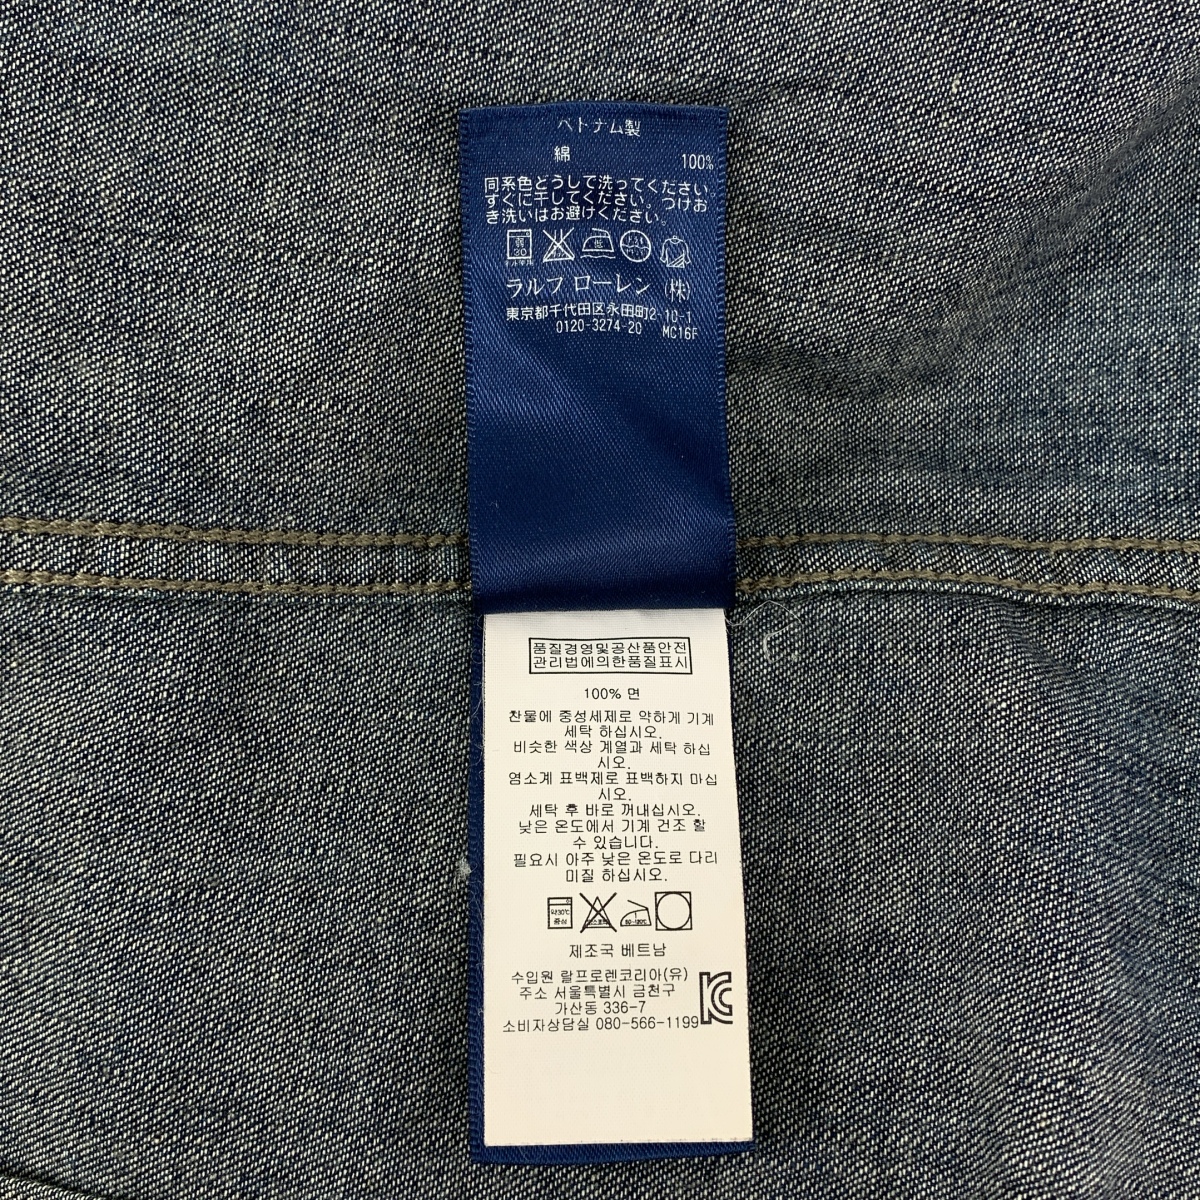 ベトナム製
綿 100%
同系色どうしで洗ってください
すぐに干してください。つけお
き洗いはお避けください。
弱
30
ラルフ ローレン (株)
東京都千代田区永田町2-10-1
0120-3274-20 MC16F
품질경영및공산품안전
관리법에의한품질표시
100% 면
찬물에 중성세제로 약하게 기계
세탁 하십시오.
비슷한 색상 계열과 세탁 하십
시오.
염소계 표백제로 표백하지 마십
시오.
세탁 후 바로 꺼내십시오.
낮은 온도에서 기계 건조 할
수 있습니다.
필요시 아주 낮은 온도로 다리
미질 하십시오.
약30℃
중성
80-120℃
제조국 베트남
수입원 랄프로렌코리아(유)
주소 서울특별시 금천구
가산동 336-7
소비자상담실 080-566-1199